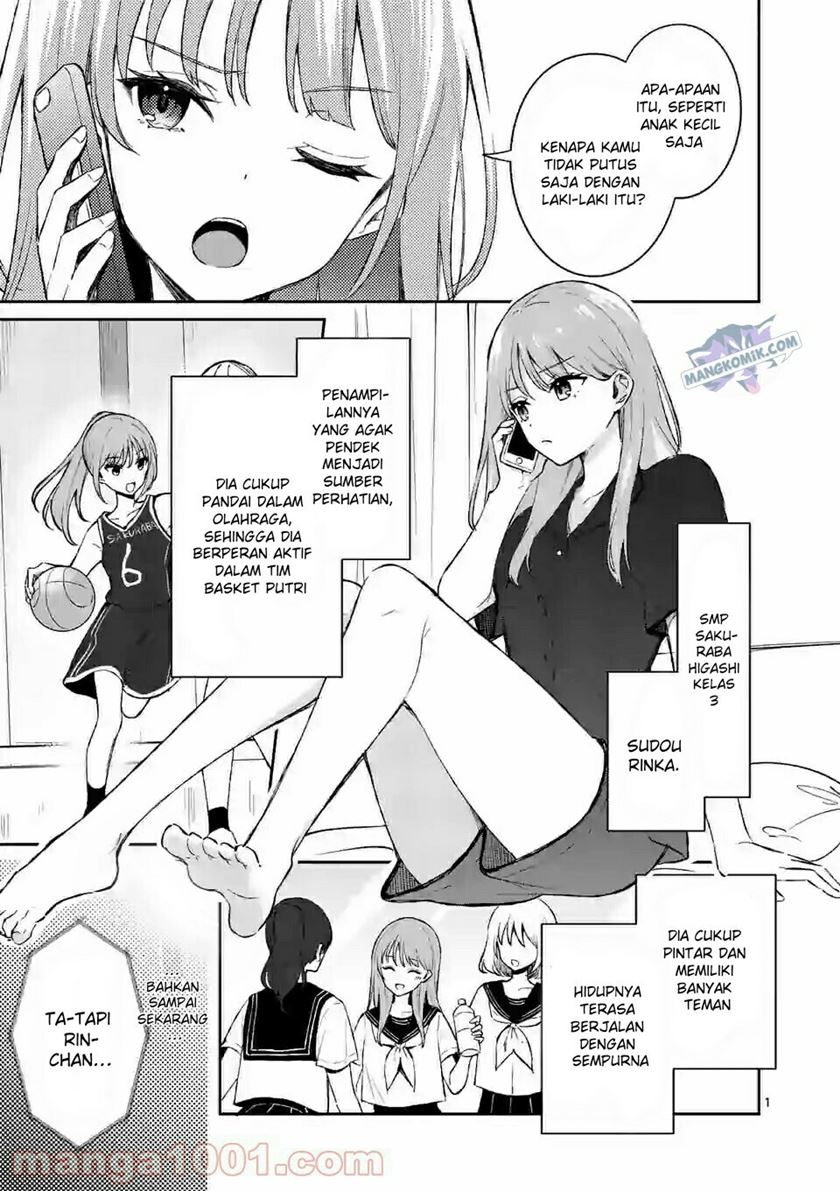 APA-APAAN
ITU, SEPERTI
ANAK KECIL
SAJA
KENAPA KAMU
TIDAK PUTUS
SAJA DENGAN
LAKI-LAKI ITU?
MANGKOMIK.COM
SMP
SAKU-
RABA
HIGASHI
KELAS
3
SUDOU
RINKA.
PENAMPI-
LANNYA
YANG AGAK
PENDEK
MENJADI
SUMBER
PERHATIAN,
DIA CUKUP
PANDAI DALAM
OLAHRAGA,
SEHINGGA DIA
BERPERAN AKTIF
DALAM TIM
BASKET PUTRI
SAKURABA
6
DIA CUKUP
PINTAR DAN
MEMILIKI
BANYAK
TEMAN
HIDUPNYA
TERASA
BERJALAN
DENGAN
SEMPURNA
...
BAHKAN
SAMPAI
SEKARANG
...
TA-TAPI
RIN-
CHAN...
1
manga1001.com